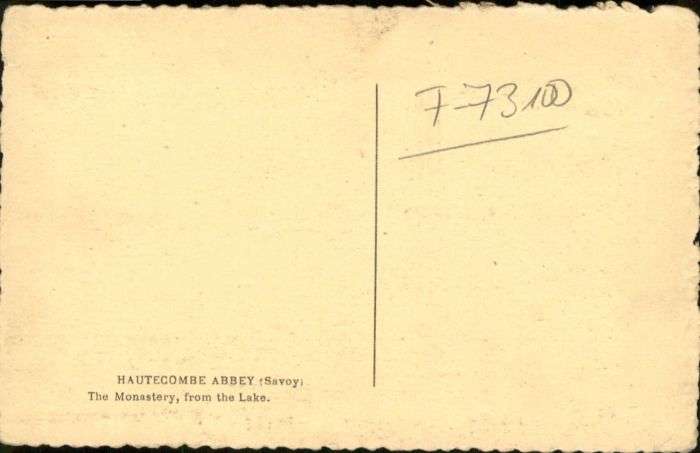 F-73100
HAUTECOMBE ABBEY (Savoy)
The Monastery, from the Lake.